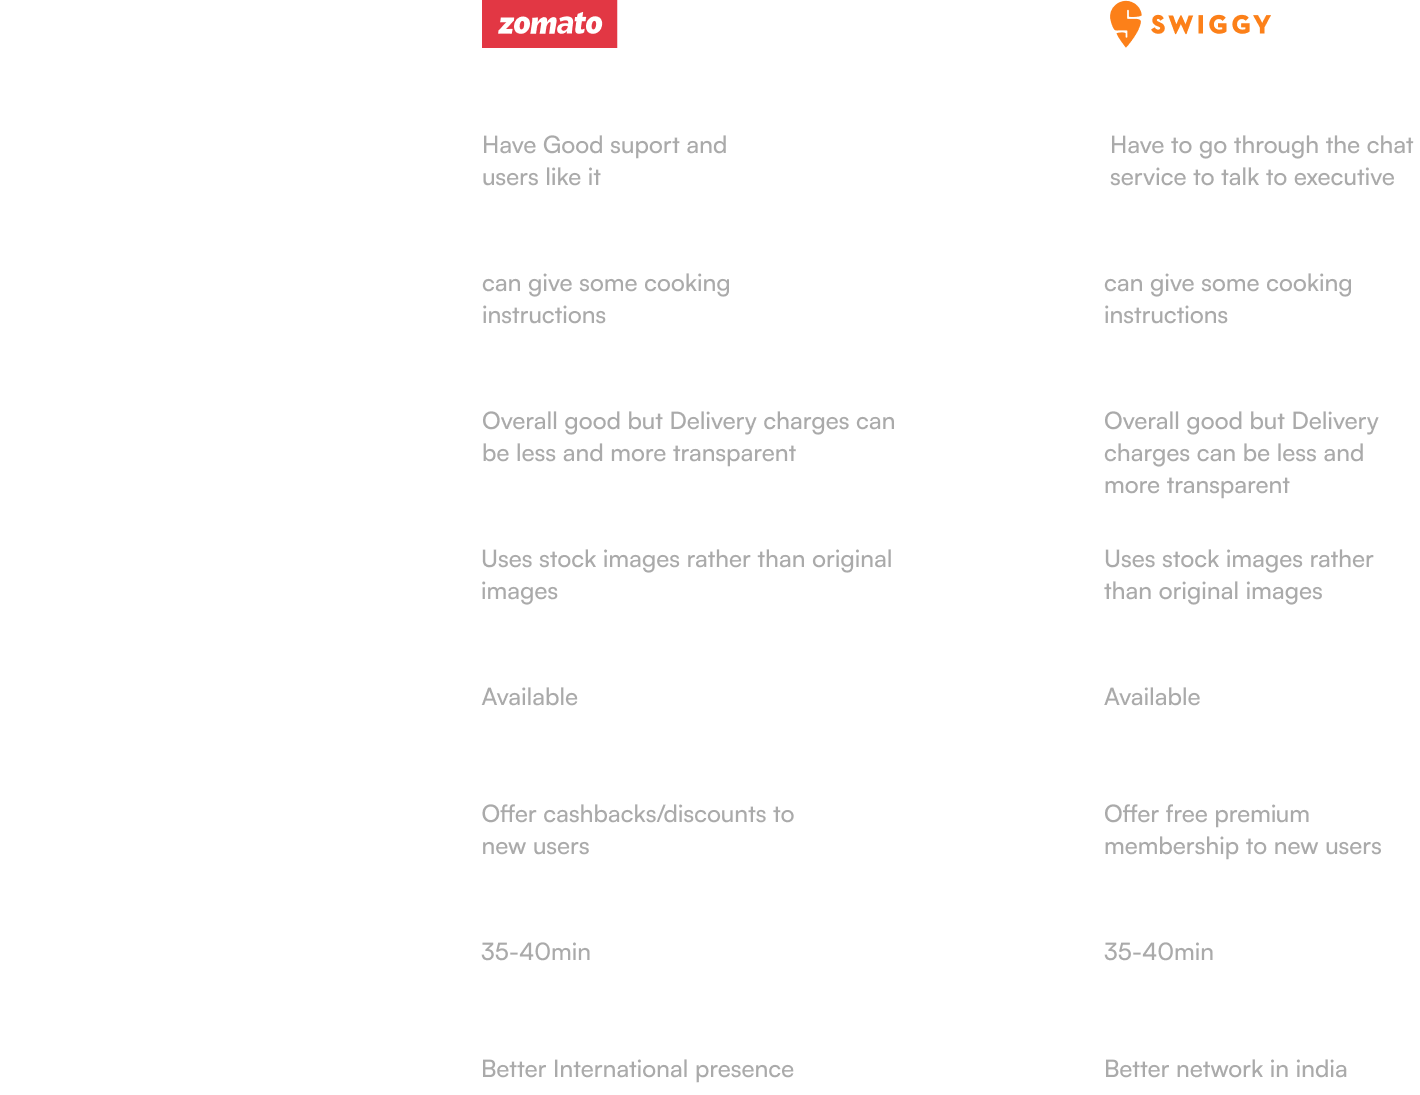 zomato
SWIGGY
Have Good suport and
users like it
Have to go through the chat
service to talk to executive
can give some cooking
instructions
can give some cooking
instructions
Overall good but Delivery charges can
be less and more transparent
Overall good but Delivery
charges can be less and
more transparent
Uses stock images rather than original
images
Uses stock images rather
than original images
Available
Available
Offer cashbacks/discounts to
new users
Offer free premium
membership to new users
35-40min
35-40min
Better International presence
Better network in india